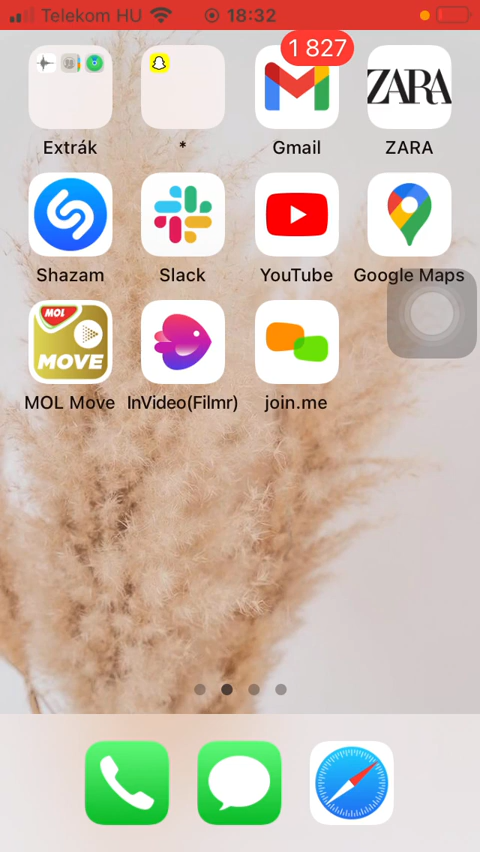 Telekom HU 18:32
1 827
Extrák * Gmail ZARA
ZARA
Shazam Slack YouTube Google Maps
MOL
MOVE
MOL Move InVideo(Filmr) join.me